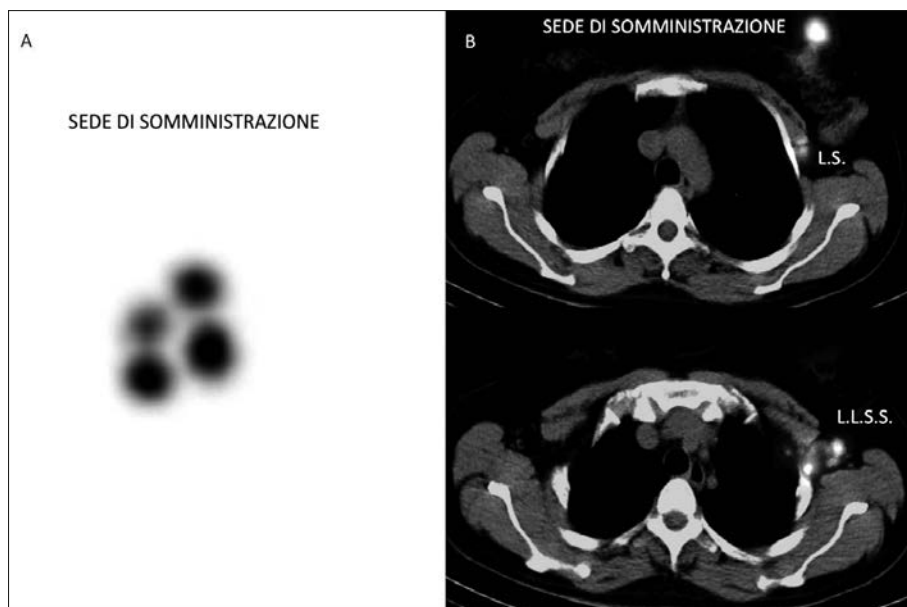 A
SEDE DI SOMMINISTRAZIONE
SEDE DI SOMMINISTRAZIONE
B
L.S.
L.L.S.S.